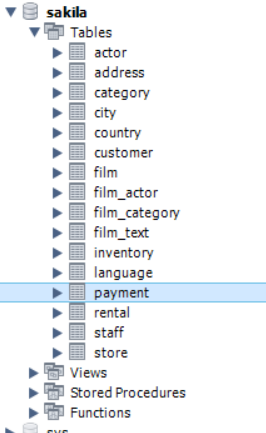 sakila
Tables
actor
address
category
city
country
customer
film
film_actor
film_category
film_text
inventory
language
payment
rental
staff
store
Views
Stored Procedures
Functions
sys